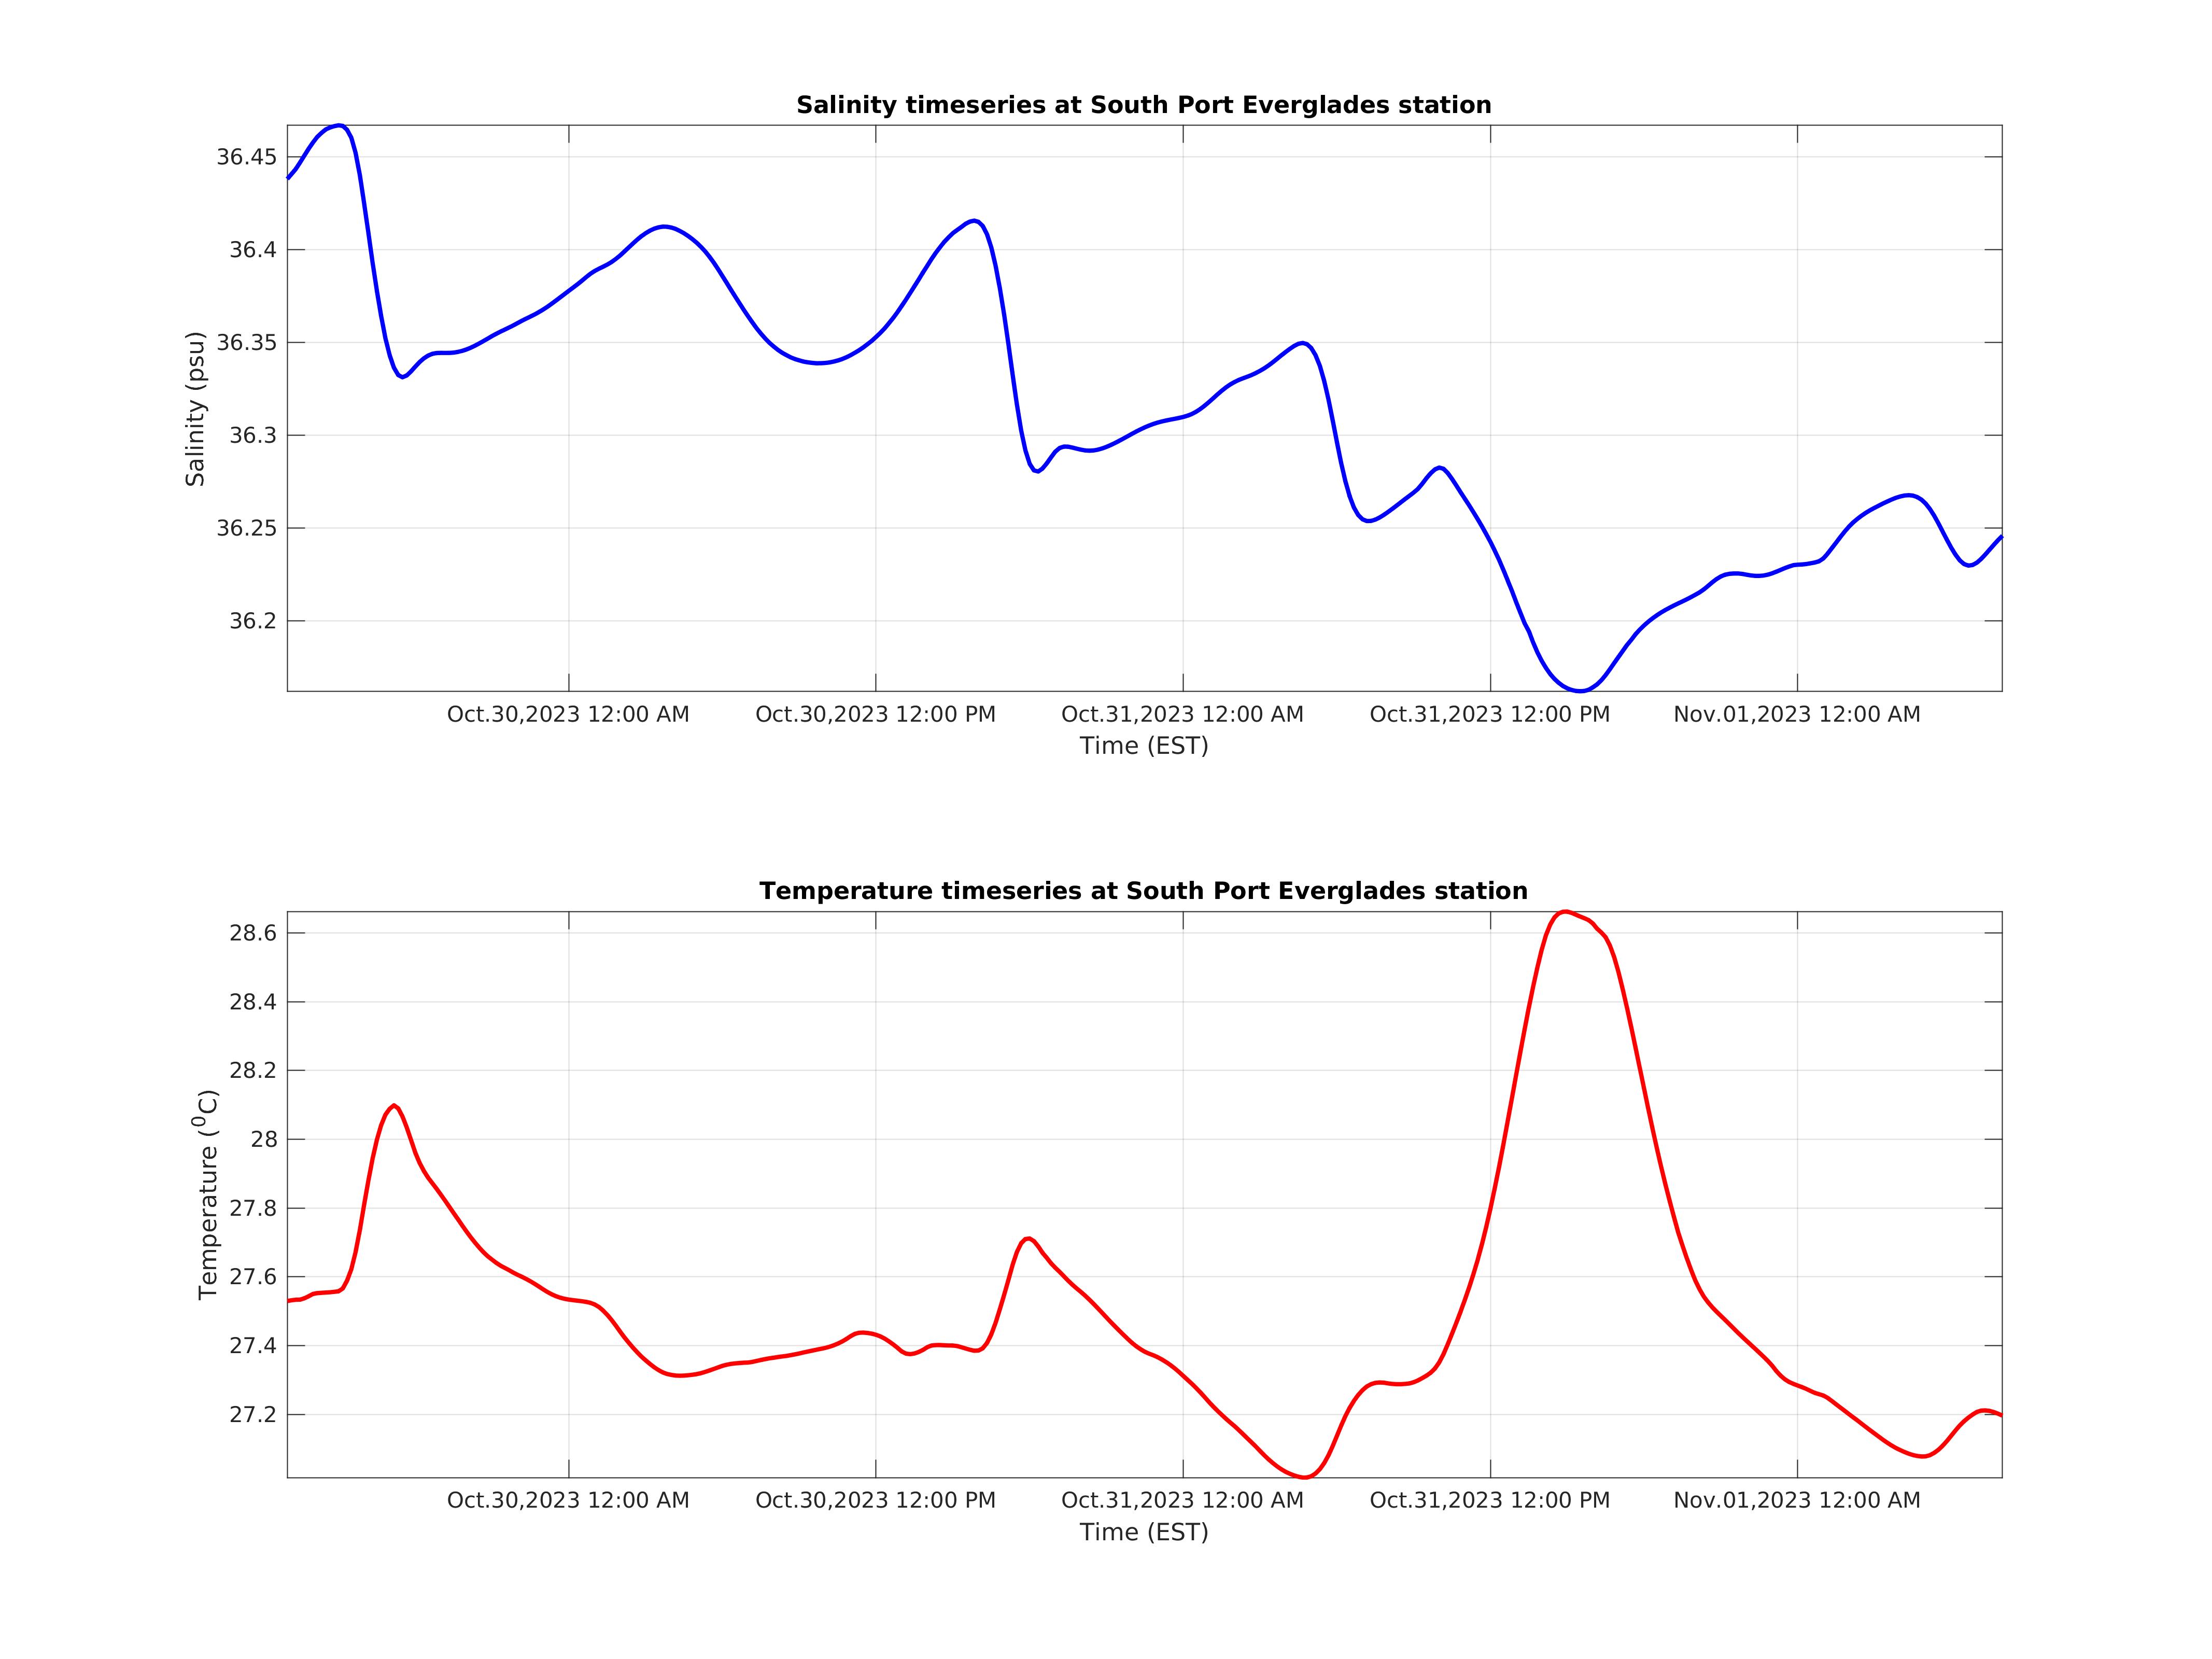 Salinity timeseries at South Port Everglades station
36.45
36.4
36.35
36.3
36.25
36.2
Salinity (psu)
Oct.30,2023 12:00 AM Oct.30,2023 12:00 PM Oct.31,2023 12:00 AM Oct.31,2023 12:00 PM Nov.01,2023 12:00 AM
Time (EST)
Temperature timeseries at South Port Everglades station
28.6
28.4
28.2
28
27.8
27.6
27.4
27.2
Temperature (⁰C)
Oct.30,2023 12:00 AM Oct.30,2023 12:00 PM Oct.31,2023 12:00 AM Oct.31,2023 12:00 PM Nov.01,2023 12:00 AM
Time (EST)